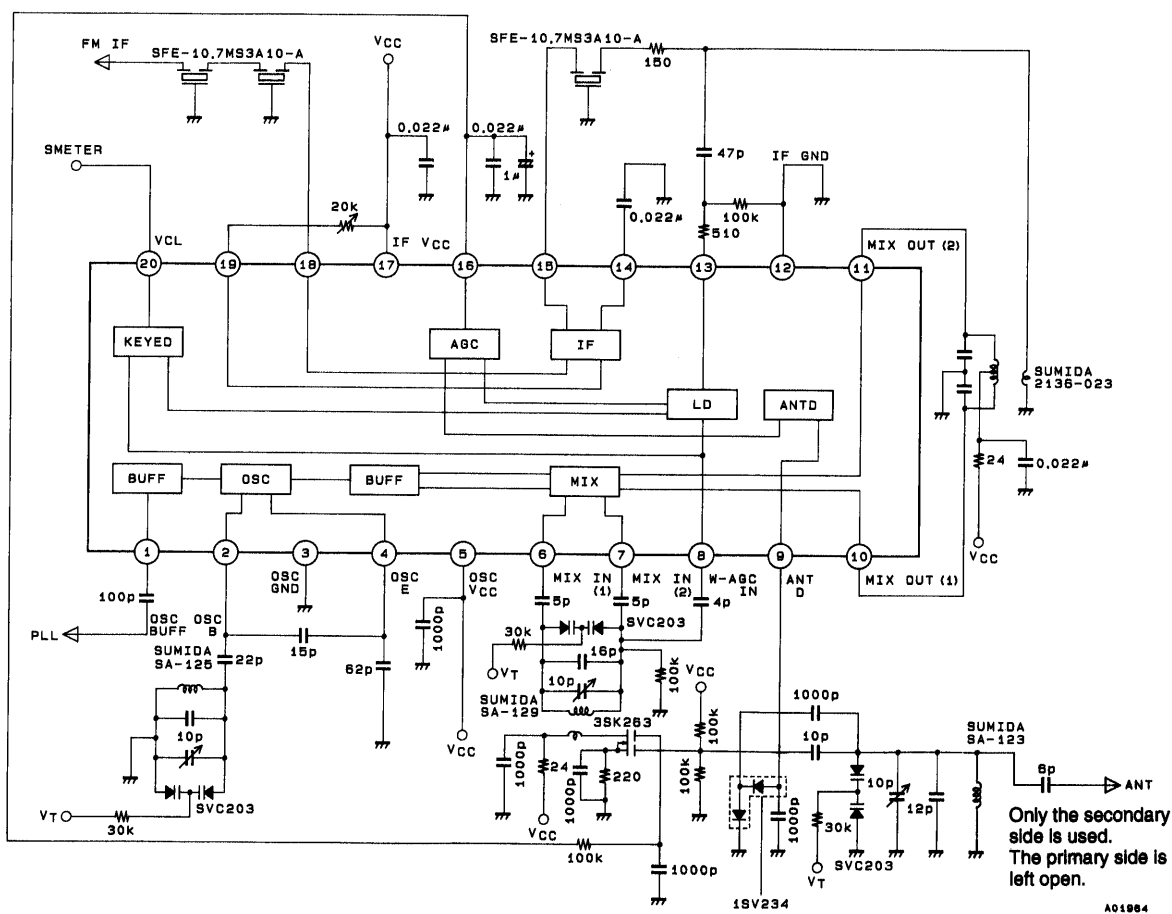 FM IF
SFE-10.7MS3A10-A
VCC
SFE-10.7MS3A10-A
150
SMETER
0.022μ
0.022μ
1μ
+
47p
IF GND
20k
0.022μ
100k
510
VCL
IF VCC
MIX OUT (2)
20
19
18
17
16
15
14
13
12
11
KEYED
AGC
IF
LD
ANTD
SUMIDA
2136-023
24
0.022μ
VCC
BUFF
OSC
BUFF
MIX
1
2
3
4
5
6
7
8
9
10
OSC
BUFF
OSC
B
OSC
GND
OSC
E
OSC
VCC
MIX IN
(1)
MIX IN
(2)
W-AGC
IN
ANT
D
MIX OUT (1)
100p
PLL
15p
22p
62p
1000p
VCC
5p
5p
4p
SVC203
30k
VT
16p
10p
100k
SUMIDA
SA-125
10p
SVC203
VT
30k
SUMIDA
SA-129
3SK263
1000p
24
VCC
1000p
220
VCC
100k
100k
1000p
10p
1000p
1SV234
10p
30k
VT
SVC203
12p
SUMIDA
SA-123
6p
ANT
100k
1000p
Only the secondary
side is used.
The primary side is
left open.
A01964